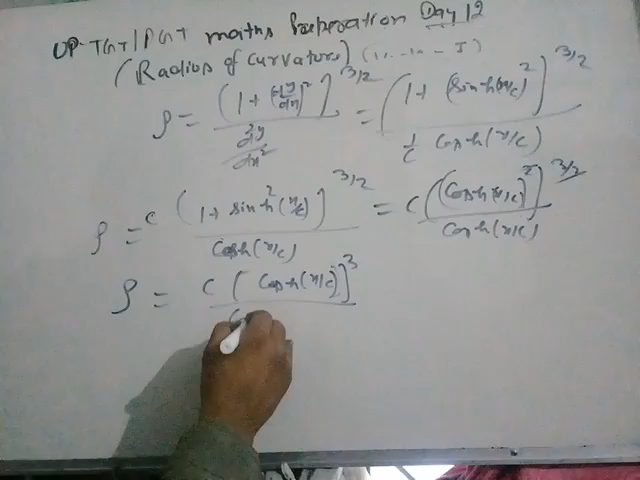 UP-TGT/PGT maths Preparation Day 12
(Radius of Curvature)
ρ = (1 + (dy/dx)²)^3/2 / d²y/dx² = (1 + (sinh(x/c))²)^3/2 / 1/c cosh(x/c)
ρ = c (1 + sinh²(x/c))^3/2 / cosh(x/c) = c ((cosh(x/c))²)^3/2 / cosh(x/c)
ρ = c (cosh(x/c))³ / c